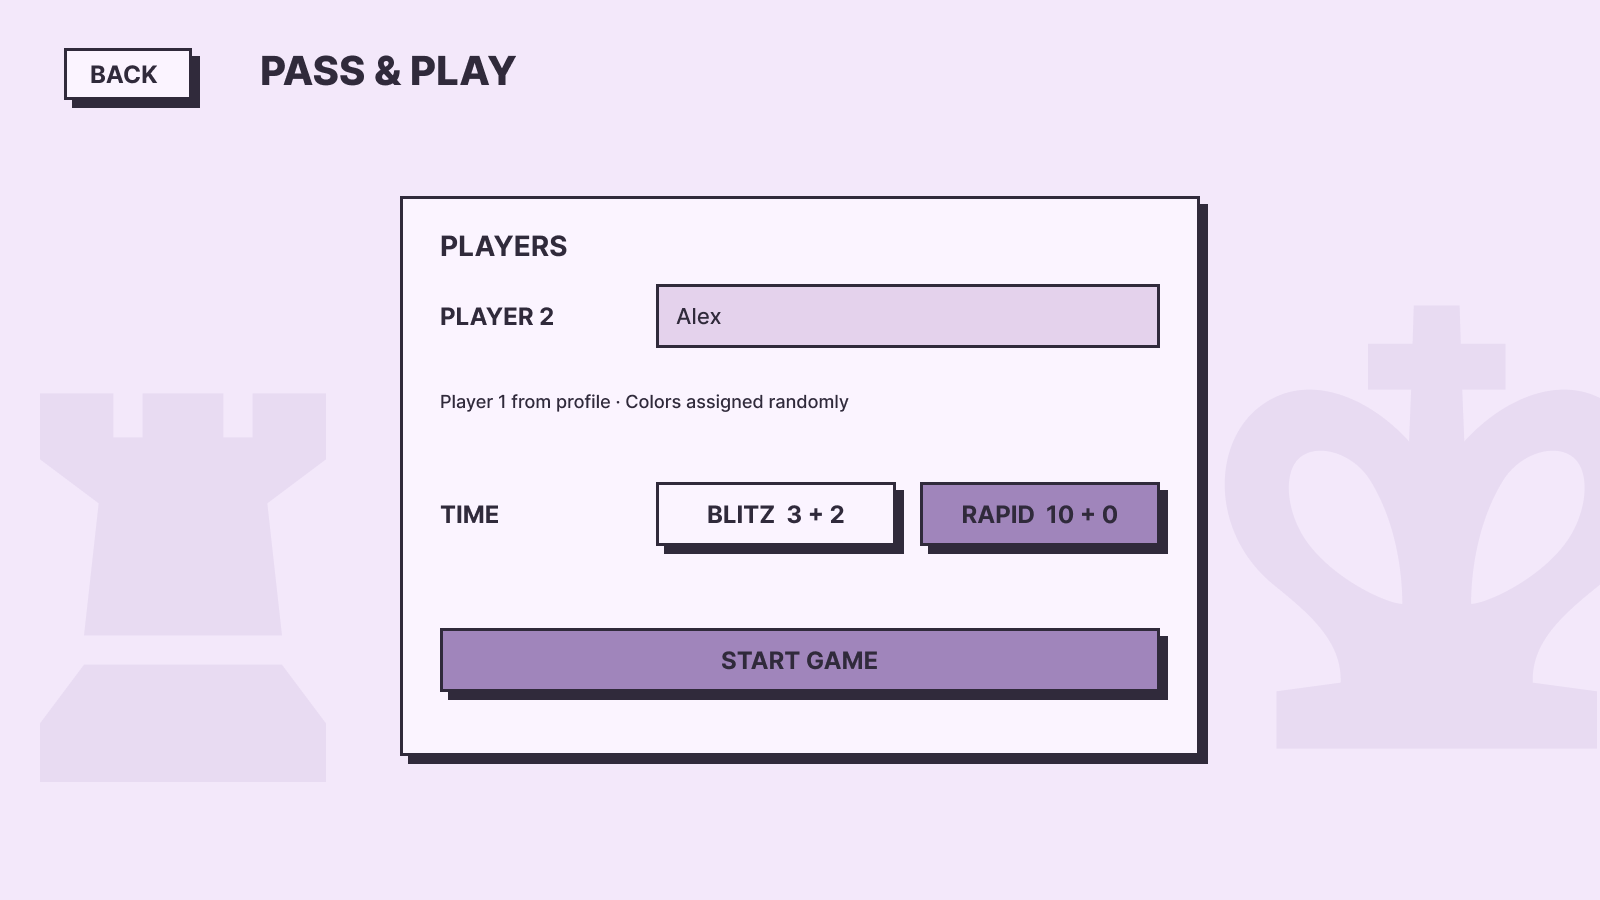 BACK
PASS & PLAY
PLAYERS
PLAYER 2
Alex
Player 1 from profile · Colors assigned randomly
TIME
BLITZ 3 + 2
RAPID 10 + 0
START GAME